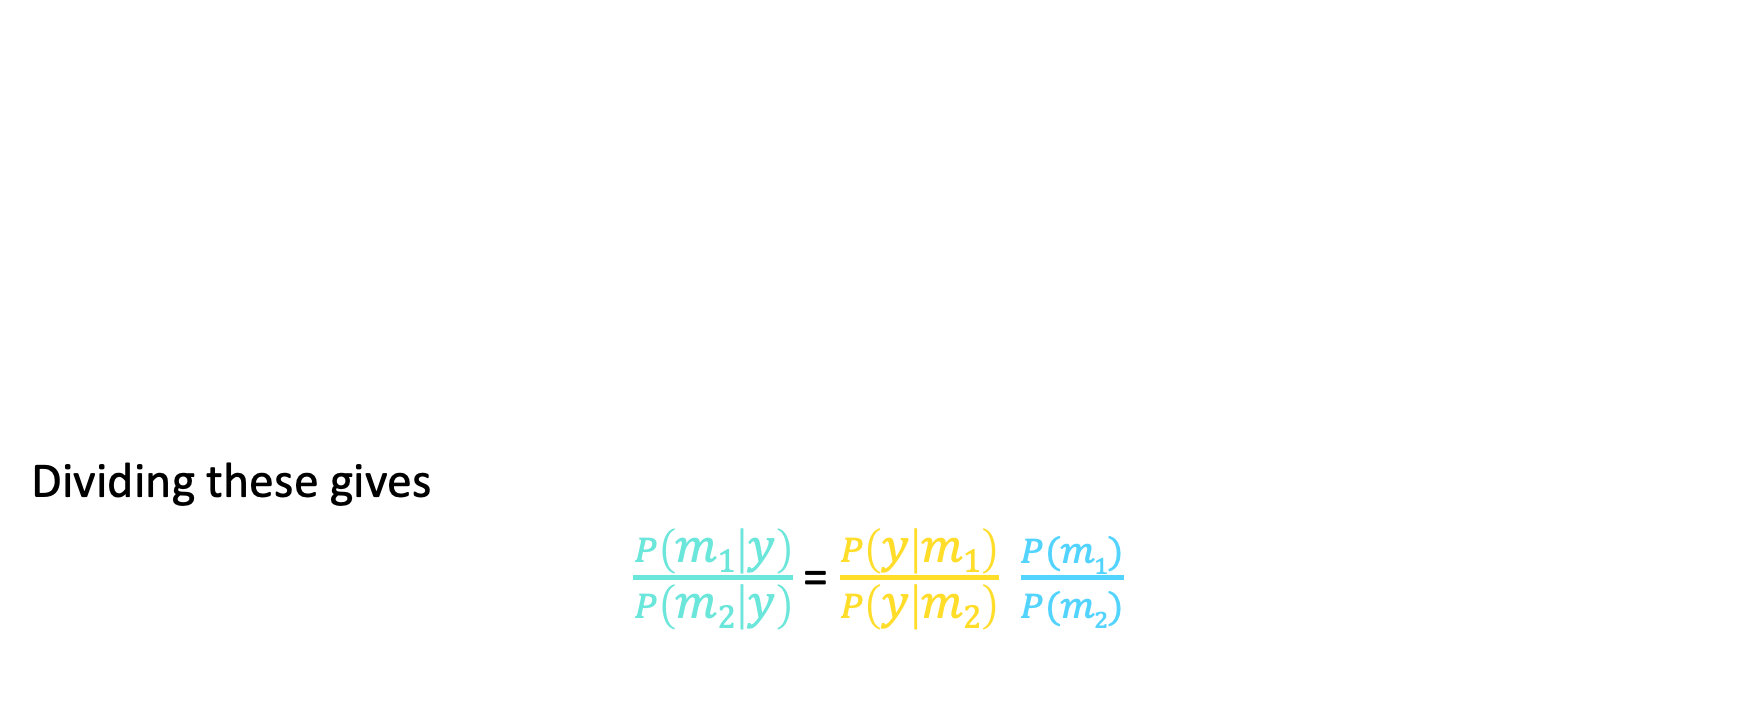 Dividing these gives
P(m₁|y) / P(m₂|y) = P(y|m₁) / P(y|m₂) P(m₁) / P(m₂)